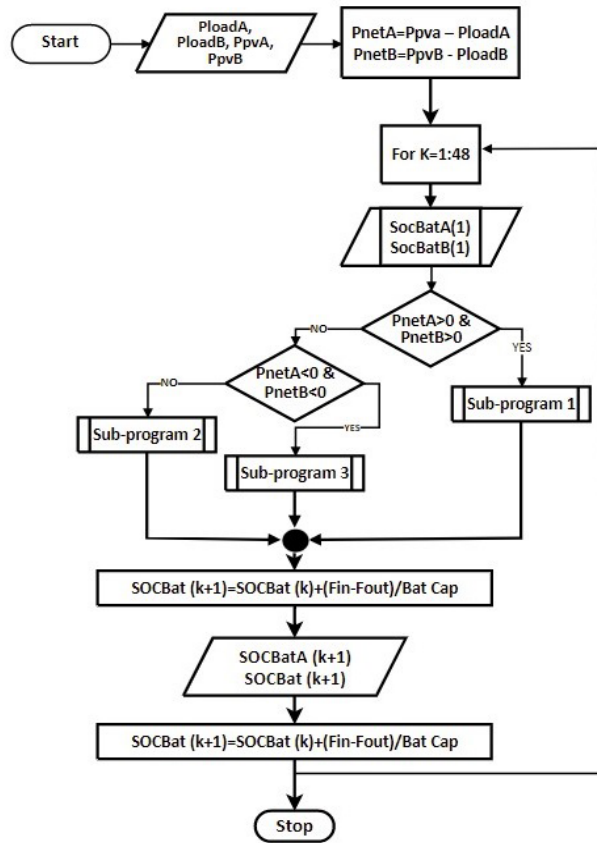 Start
PloadA,
PloadB, PpvA,
PpvB
PnetA=Ppva – PloadA
PnetB=PpvB - PloadB
For K=1:48
SocBatA(1)
SocBatB(1)
PnetA>0 &
PnetB>0
NO
YES
PnetA<0 &
PnetB<0
NO
YES
Sub-program 1
Sub-program 2
Sub-program 3
SOCBat (k+1)=SOCBat (k)+(Fin-Fout)/Bat Cap
SOCBatA (k+1)
SOCBat (k+1)
SOCBat (k+1)=SOCBat (k)+(Fin-Fout)/Bat Cap
Stop